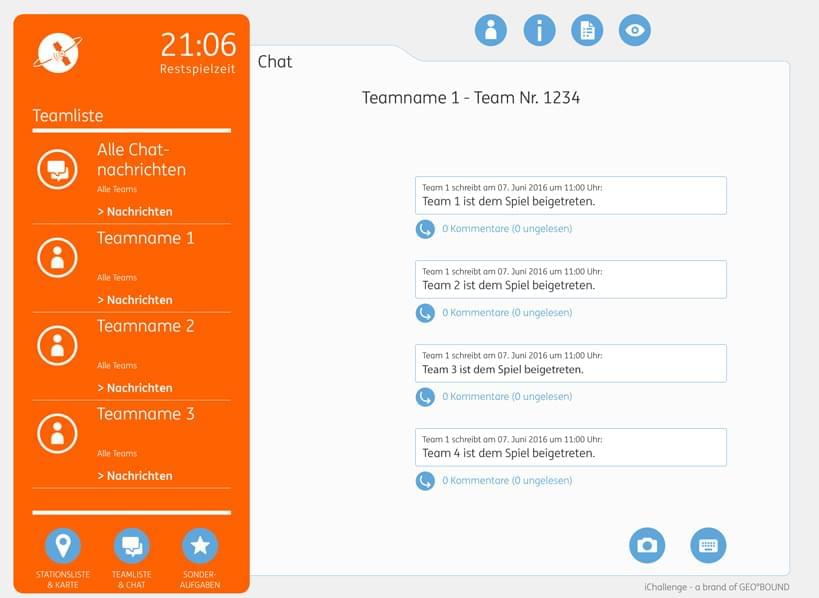 21:06
Restspielzeit
Teamliste
Alle Chat-
nachrichten
Alle Teams
> Nachrichten
Teamname 1
Alle Teams
> Nachrichten
Teamname 2
Alle Teams
> Nachrichten
Teamname 3
Alle Teams
> Nachrichten
STATIONSLISTE
& KARTE
TEAMLISTE
& CHAT
SONDER-
AUFGABEN
Chat
Teamname 1 - Team Nr. 1234
Team 1 schreibt am 07. Juni 2016 um 11:00 Uhr:
Team 1 ist dem Spiel beigetreten.
0 Kommentare (0 ungelesen)
Team 1 schreibt am 07. Juni 2016 um 11:00 Uhr:
Team 2 ist dem Spiel beigetreten.
0 Kommentare (0 ungelesen)
Team 1 schreibt am 07. Juni 2016 um 11:00 Uhr:
Team 3 ist dem Spiel beigetreten.
0 Kommentare (0 ungelesen)
Team 1 schreibt am 07. Juni 2016 um 11:00 Uhr:
Team 4 ist dem Spiel beigetreten.
0 Kommentare (0 ungelesen)
iChallenge - a brand of GEO°BOUND